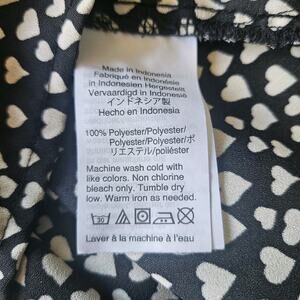 Made in Indonesia
Fabriqué en Indonésie
in Indonesien Hergestellt
Vervaardigd in Indonesië
インドネシア製
Hecho en Indonesia
100% Polyester/Polyester/
Polyester/Polyester/ポ
リエステル/poliéster
Machine wash cold with
like colors. Non chlorine
bleach only. Tumble dry
low. Warm iron as needed.
30
Laver à la machine à l'eau